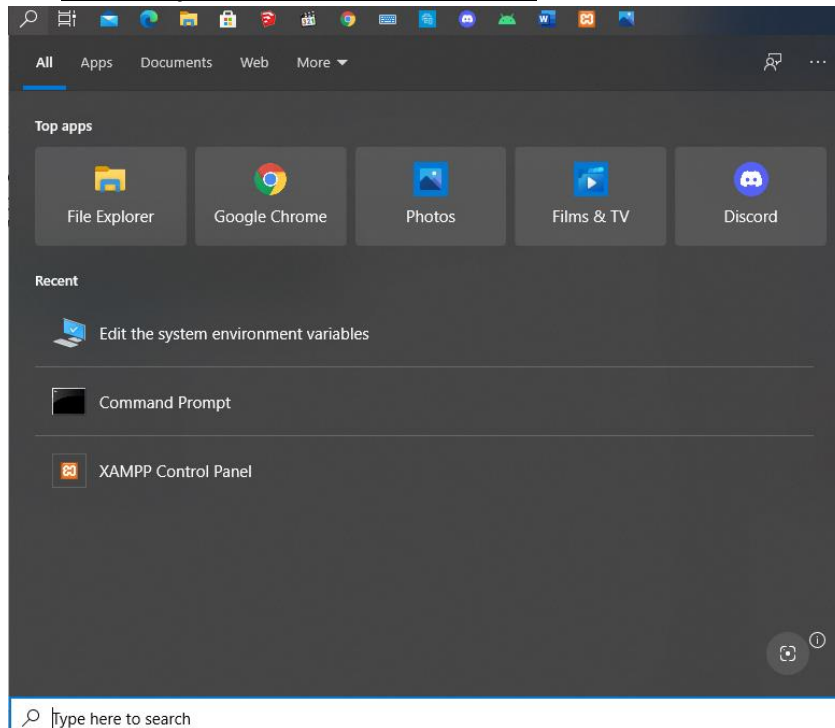 All Apps Documents Web More
Top apps
File Explorer Google Chrome Photos Films & TV Discord
Recent
Edit the system environment variables
Command Prompt
XAMPP Control Panel
Type here to search